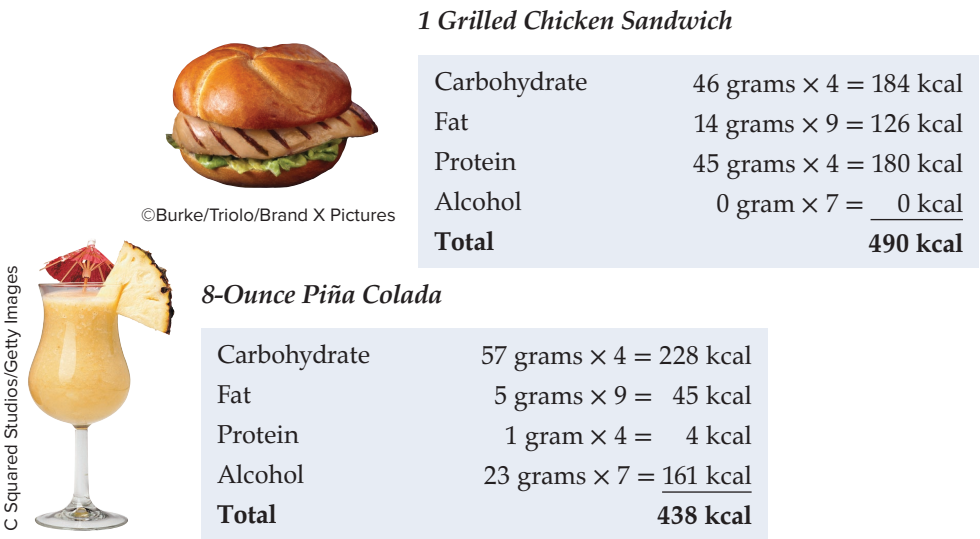 1 Grilled Chicken Sandwich
Carbohydrate 46 grams × 4 = 184 kcal
Fat 14 grams × 9 = 126 kcal
Protein 45 grams × 4 = 180 kcal
Alcohol 0 gram × 7 = 0 kcal
Total 490 kcal
©Burke/Triolo/Brand X Pictures
8-Ounce Piña Colada
Carbohydrate 57 grams × 4 = 228 kcal
Fat 5 grams × 9 = 45 kcal
Protein 1 gram × 4 = 4 kcal
Alcohol 23 grams × 7 = 161 kcal
Total 438 kcal
C Squared Studios/Getty Images